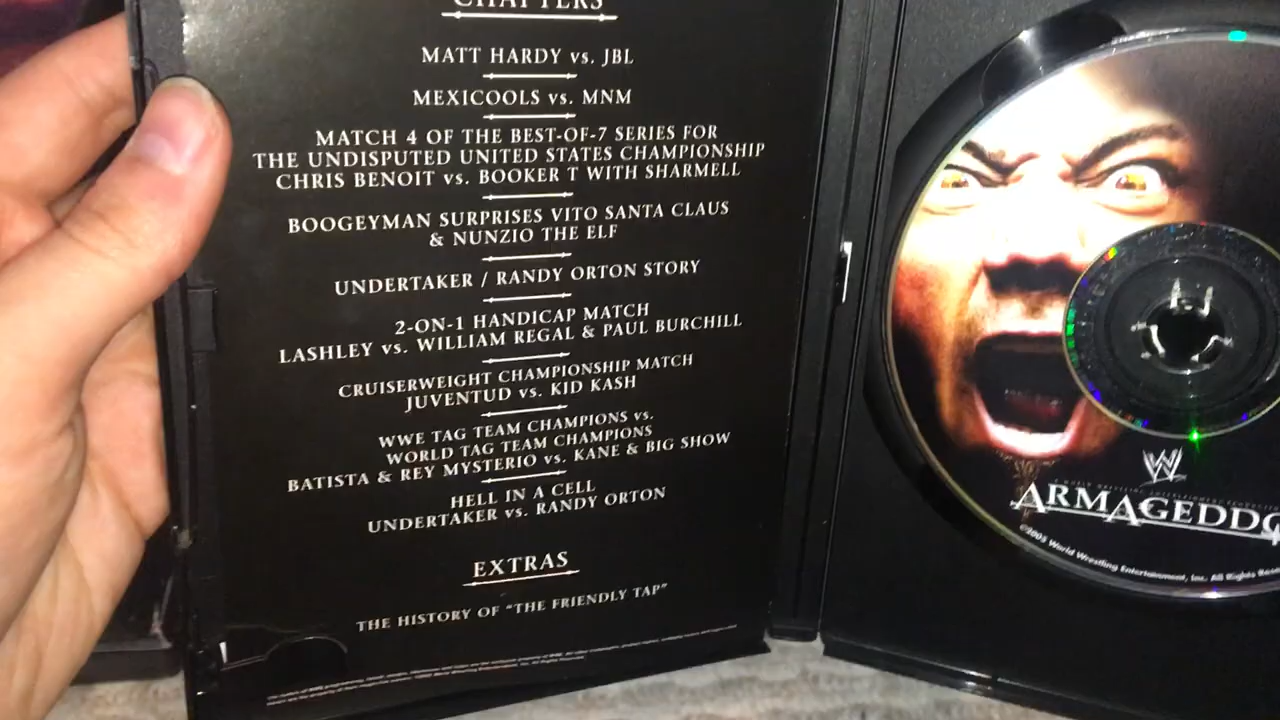 CHAPTERS
MATT HARDY vs. JBL
MEXICOOLS vs. MNM
MATCH 4 OF THE BEST-OF-7 SERIES FOR
THE UNDISPUTED UNITED STATES CHAMPIONSHIP
CHRIS BENOIT vs. BOOKER T WITH SHARMELL
BOOGEYMAN SURPRISES VITO SANTA CLAUS
& NUNZIO THE ELF
UNDERTAKER / RANDY ORTON STORY
2-ON-1 HANDICAP MATCH
LASHLEY vs. WILLIAM REGAL & PAUL BURCHILL
CRUISERWEIGHT CHAMPIONSHIP MATCH
JUVENTUD vs. KID KASH
WWE TAG TEAM CHAMPIONS vs.
WORLD TAG TEAM CHAMPIONS
BATISTA & REY MYSTERIO vs. KANE & BIG SHOW
HELL IN A CELL
UNDERTAKER vs. RANDY ORTON
EXTRAS
THE HISTORY OF "THE FRIENDLY TAP"
W
ARMAGEDDO
©2005 World Wrestling Entertainment, Inc. All Rights Rese